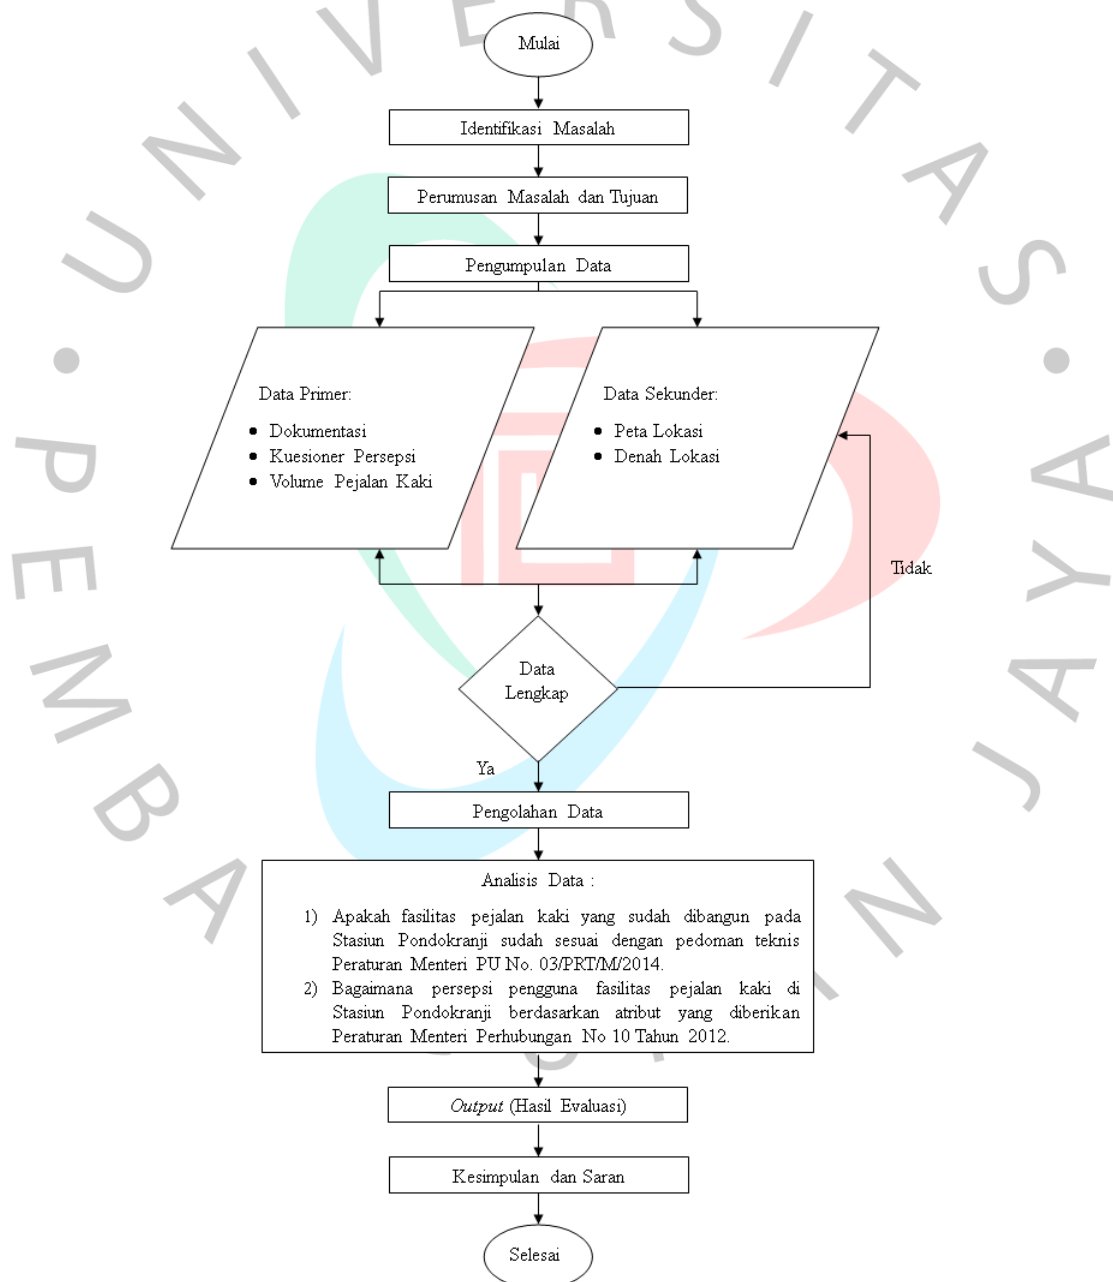 UNIVERSITAS
• PEMBANGUNAN JAYA •
Mulai
Identifikasi Masalah
Perumusan Masalah dan Tujuan
Pengumpulan Data
Data Primer:
• Dokumentasi
• Kuesioner Persepsi
• Volume Pejalan Kaki
Data Sekunder:
• Peta Lokasi
• Denah Lokasi
Tidak
Data
Lengkap
Ya
Pengolahan Data
Analisis Data :
1) Apakah fasilitas pejalan kaki yang sudah dibangun pada
Stasiun Pondokranji sudah sesuai dengan pedoman teknis
Peraturan Menteri PU No. 03/PRT/M/2014.
2) Bagaimana persepsi pengguna fasilitas pejalan kaki di
Stasiun Pondokranji berdasarkan atribut yang diberikan
Peraturan Menteri Perhubungan No 10 Tahun 2012.
Output (Hasil Evaluasi)
Kesimpulan dan Saran
Selesai